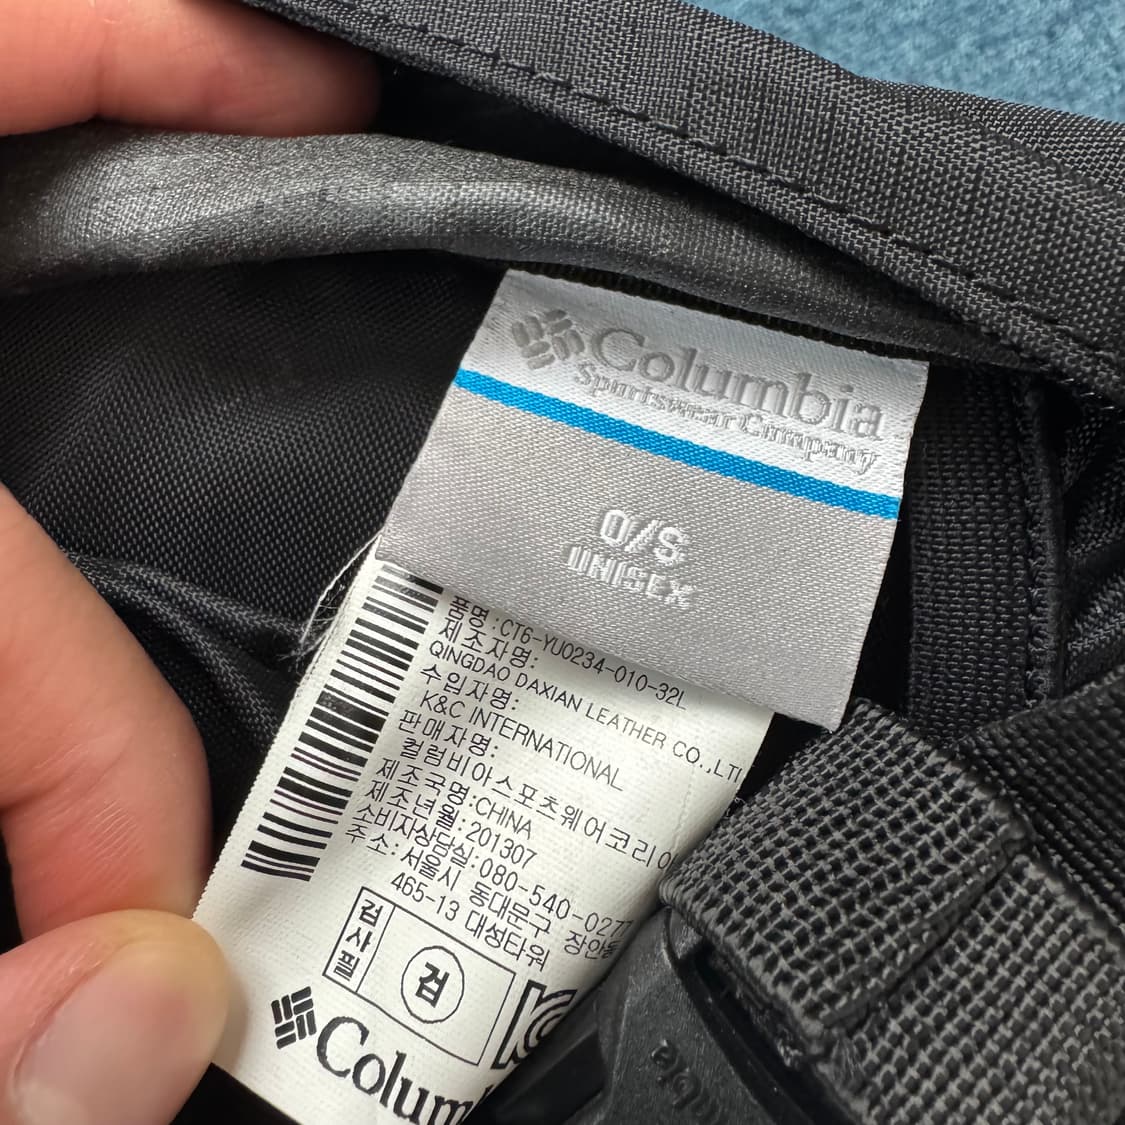 Columbia
Sportswear Company
O/S
UNISEX
품명:CT6-YU0234-010-32L
제조자명:
QINGDAO DAXIAN LEATHER CO.,LT
수입자명:
K&C INTERNATIONAL
판매자명:
컬럼비아스포츠웨어코리아
제조국명:CHINA
제조년월:201307
소비자상담실:080-540-027
주소:서울시 동대문구 장안동
465-13 대성타워
검사필
검
Colum